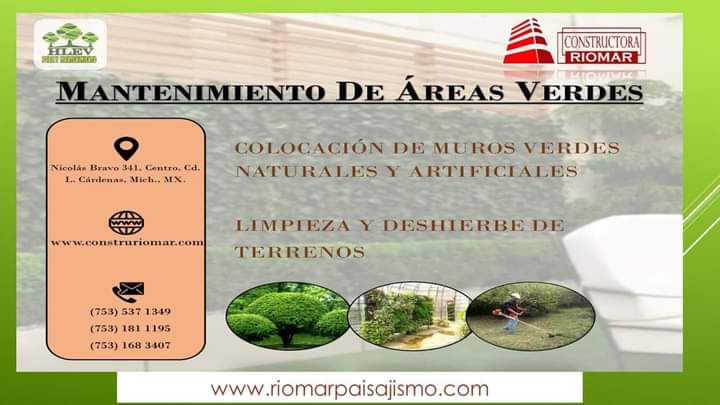 HLEV
CONSTRUCTORA
RIOMAR
MANTENIMIENTO DE ÁREAS VERDES
Nicolás Bravo 341, Centro, Cd.
L. Cárdenas, Mich., MX.
www.construriomar.com
(753) 537 1349
(753) 181 1195
(753) 168 3407
COLOCACIÓN DE MUROS VERDES
NATURALES Y ARTIFICIALES
LIMPIEZA Y DESHIERBE DE
TERRENOS
www.riomarpaisajismo.com